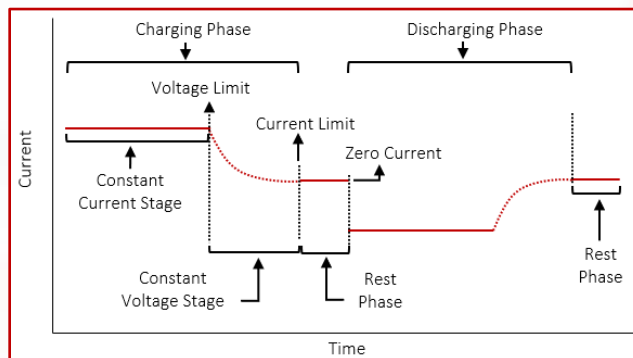 Charging Phase
Discharging Phase
Voltage Limit
Current Limit
Zero Current
Current
Constant
Current Stage
Constant
Voltage Stage
Rest
Phase
Rest
Phase
Time